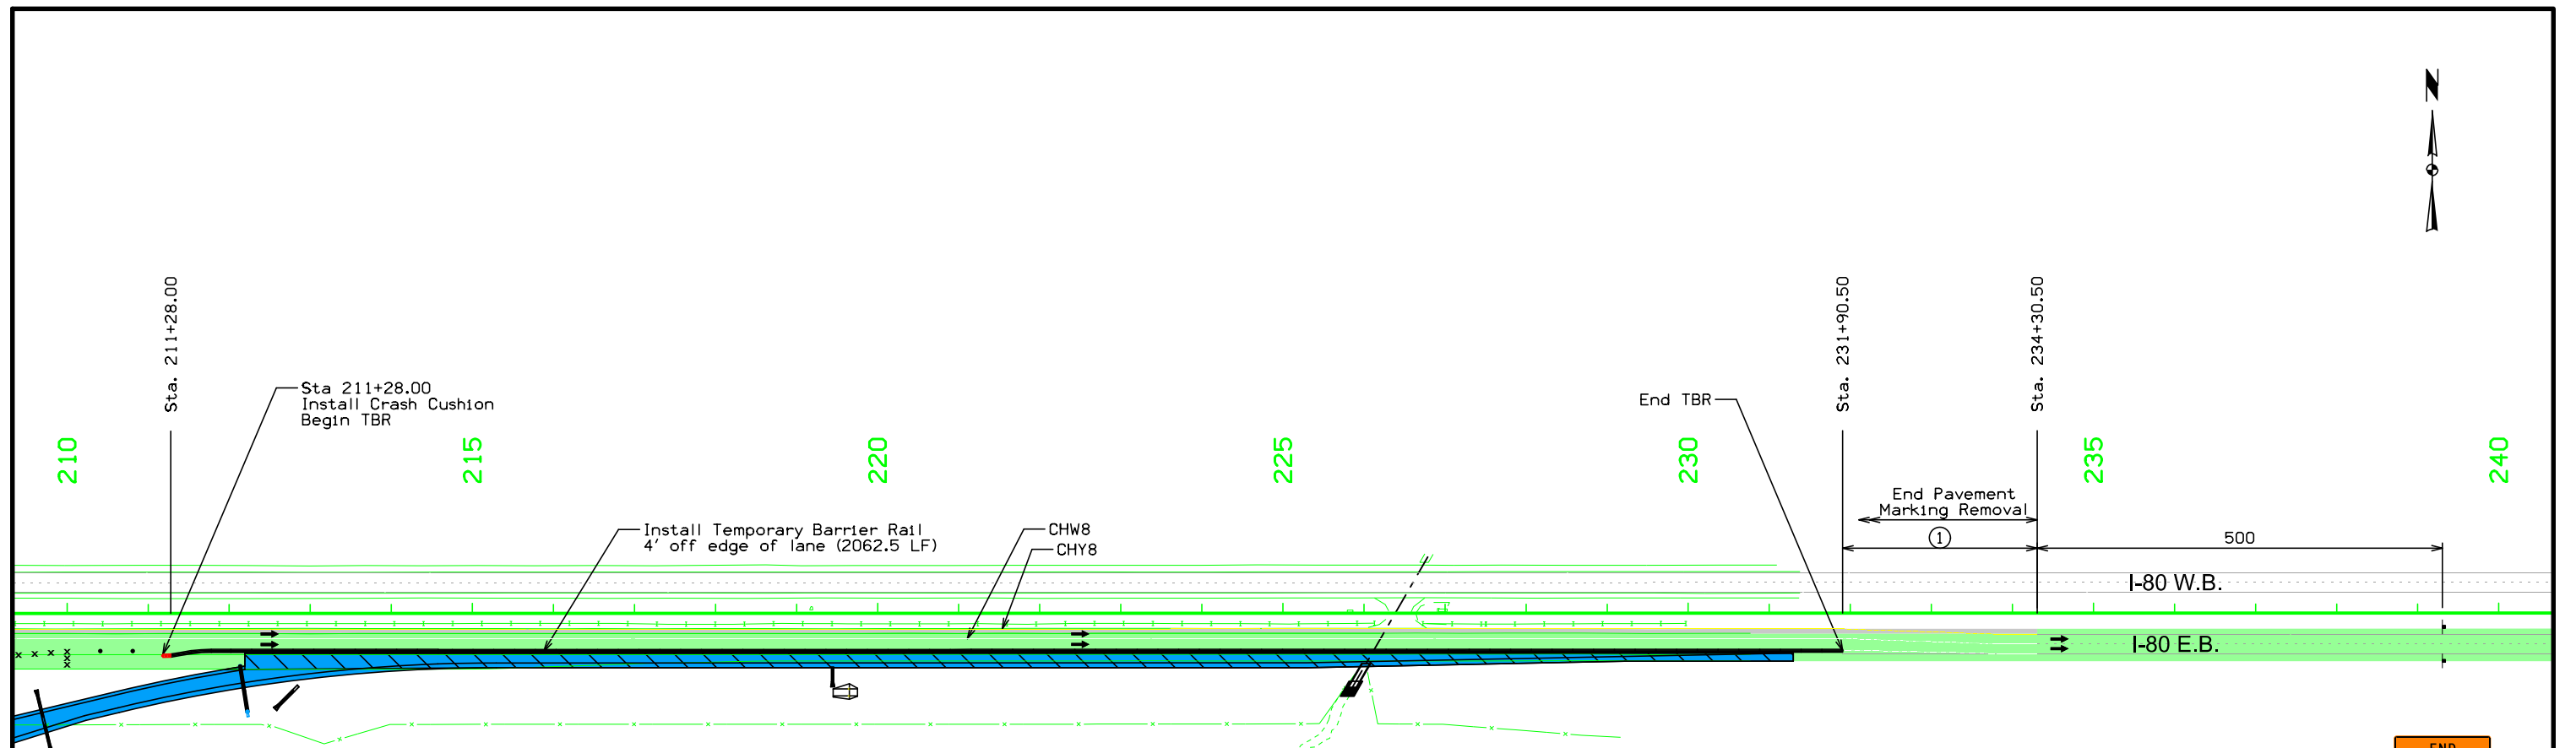 N
Sta. 211+28.00
Sta 211+28.00
Install Crash Cushion
Begin TBR
End TBR
Sta. 231+90.50
Sta. 234+30.50
210
215
220
225
230
235
240
End Pavement
Marking Removal
1
500
Install Temporary Barrier Rail
4' off edge of lane (2062.5 LF)
CHW8
CHY8
I-80 W.B.
I-80 E.B.
END